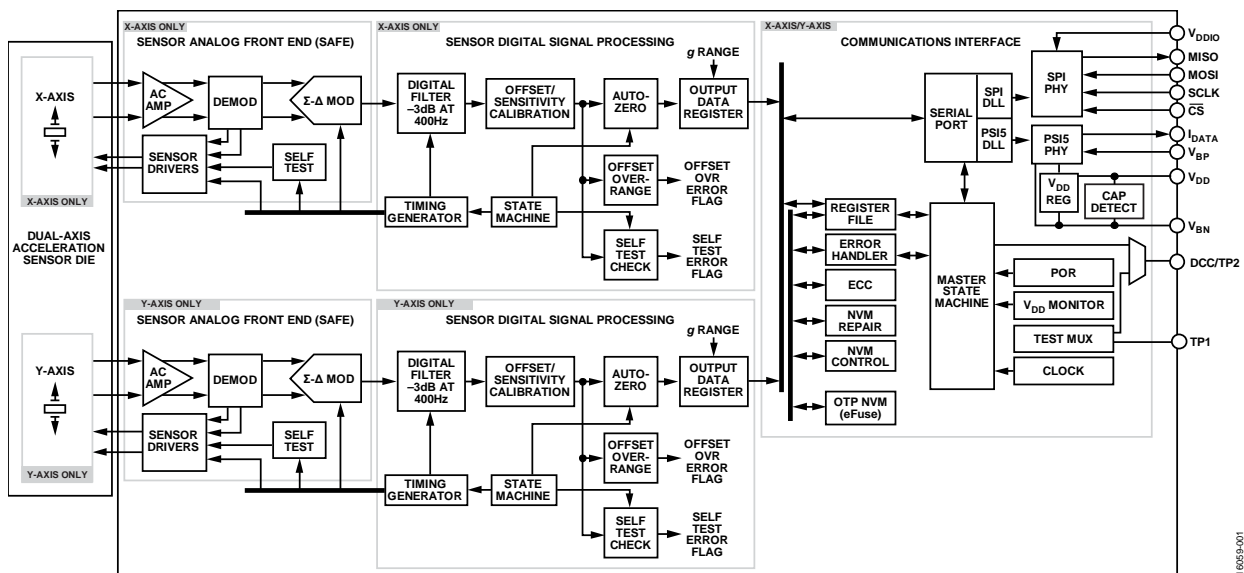 X-AXIS ONLY
SENSOR ANALOG FRONT END (SAFE)
X-AXIS
X-AXIS ONLY
AC
AMP
DEMOD
Σ-Δ MOD
SENSOR
DRIVERS
SELF
TEST
DUAL-AXIS
ACCELERATION
SENSOR DIE
X-AXIS ONLY
SENSOR DIGITAL SIGNAL PROCESSING
g RANGE
DIGITAL
FILTER
–3dB AT
400Hz
OFFSET/
SENSITIVITY
CALIBRATION
AUTO-
ZERO
OUTPUT
DATA
REGISTER
TIMING
GENERATOR
STATE
MACHINE
OFFSET
OVER-
RANGE
OFFSET
OVR
ERROR
FLAG
SELF
TEST
CHECK
SELF
TEST
ERROR
FLAG
Y-AXIS ONLY
SENSOR ANALOG FRONT END (SAFE)
Y-AXIS
Y-AXIS ONLY
AC
AMP
DEMOD
Σ-Δ MOD
SENSOR
DRIVERS
SELF
TEST
Y-AXIS ONLY
SENSOR DIGITAL SIGNAL PROCESSING
g RANGE
DIGITAL
FILTER
–3dB AT
400Hz
OFFSET/
SENSITIVITY
CALIBRATION
AUTO-
ZERO
OUTPUT
DATA
REGISTER
TIMING
GENERATOR
STATE
MACHINE
OFFSET
OVER-
RANGE
OFFSET
OVR
ERROR
FLAG
SELF
TEST
CHECK
SELF
TEST
ERROR
FLAG
X-AXIS/Y-AXIS
COMMUNICATIONS INTERFACE
SERIAL
PORT
SPI
DLL
PSI5
DLL
SPI
PHY
PSI5
PHY
VDD
REG
CAP
DETECT
REGISTER
FILE
ERROR
HANDLER
ECC
NVM
REPAIR
NVM
CONTROL
OTP NVM
(eFuse)
MASTER
STATE
MACHINE
POR
VDD MONITOR
TEST MUX
CLOCK
VDDIO
MISO
MOSI
SCLK
CS
IDATA
VBP
VDD
VBN
DCC/TP2
TP1
16059-001